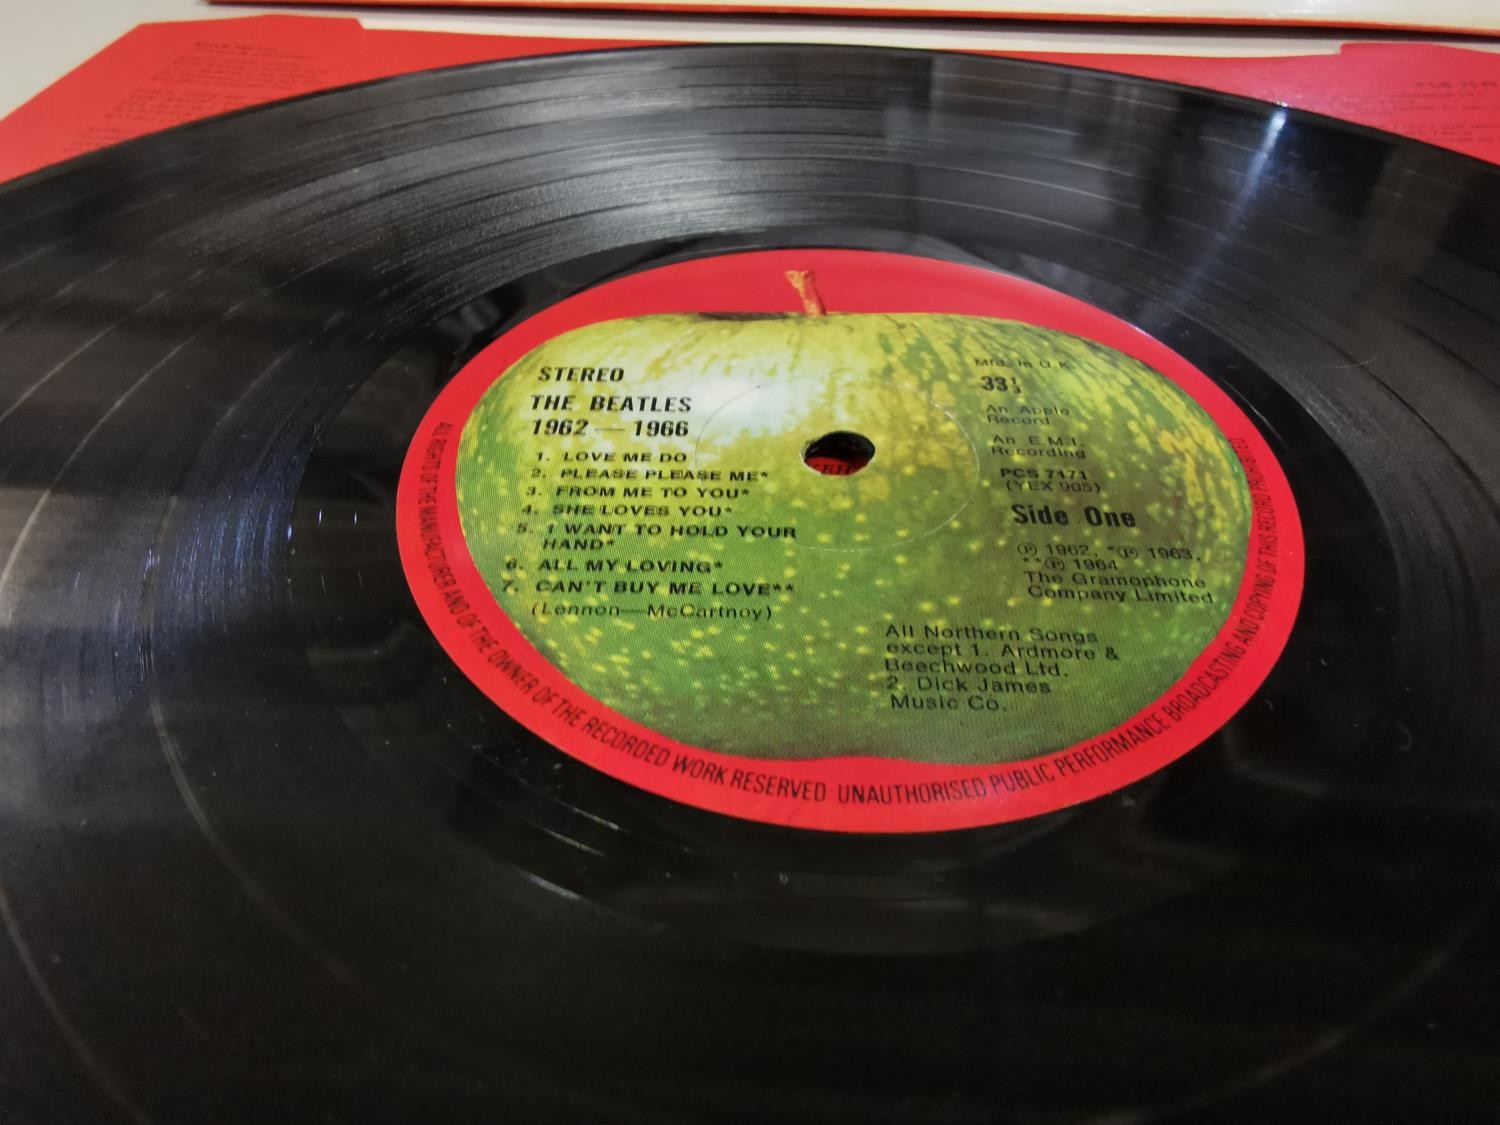 STEREO
THE BEATLES
1962 — 1966
1. LOVE ME DO
2. PLEASE PLEASE ME*
3. FROM ME TO YOU*
4. SHE LOVES YOU*
5. I WANT TO HOLD YOUR
HAND*
6. ALL MY LOVING*
7. CAN'T BUY ME LOVE**
(Lennon—McCartney)
Mfd. in U.K.
33⅓
An Apple
Record
An E.M.I.
Recording
PCS 7171
(YEX 905)
Side One
℗ 1962, *℗ 1963,
**℗ 1964
The Gramophone
Company Limited
All Northern Songs
except 1. Ardmore &
Beechwood Ltd.
2. Dick James
Music Co.
ALL RIGHTS OF THE MANUFACTURER AND OF THE OWNER OF THE RECORDED WORK RESERVED · UNAUTHORISED PUBLIC PERFORMANCE BROADCASTING AND COPYING OF THIS RECORD PROHIBITED